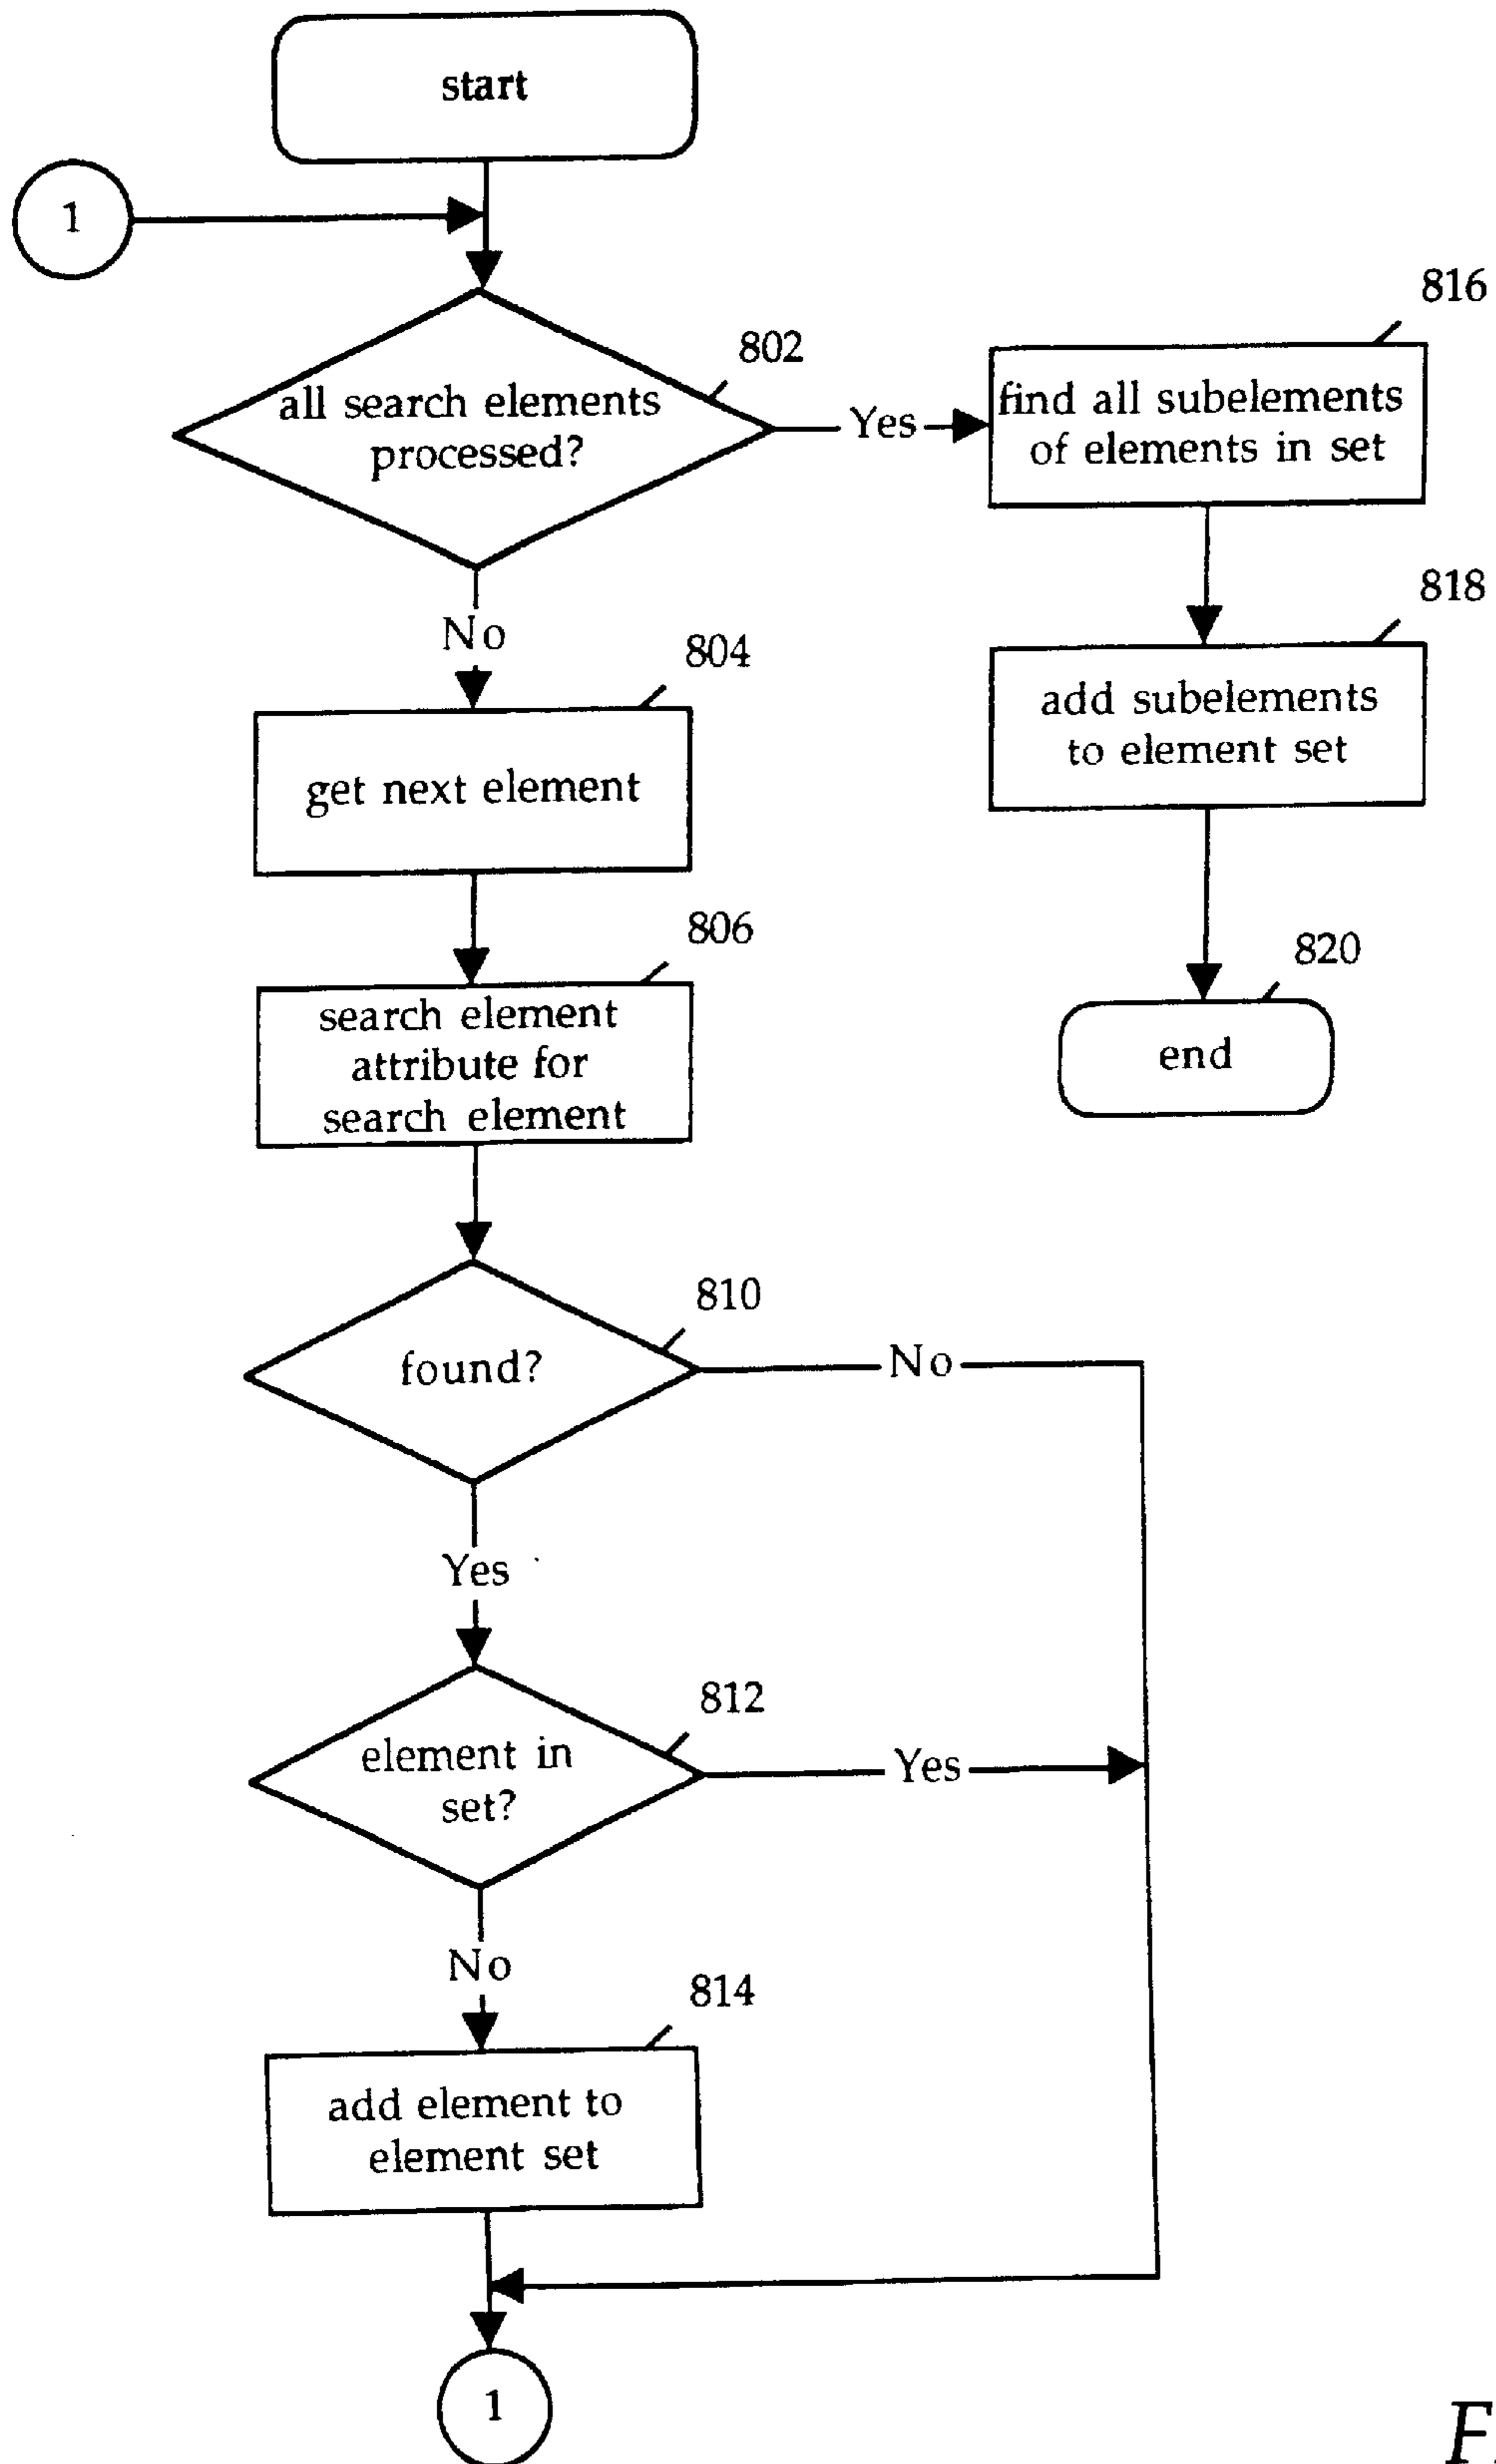 start
1
802
all search elements
processed?
Yes
816
find all subelements
of elements in set
818
add subelements
to element set
820
end
No
804
get next element
806
search element
attribute for
search element
810
found?
No
Yes
812
element in
set?
Yes
No
814
add element to
element set
1
F